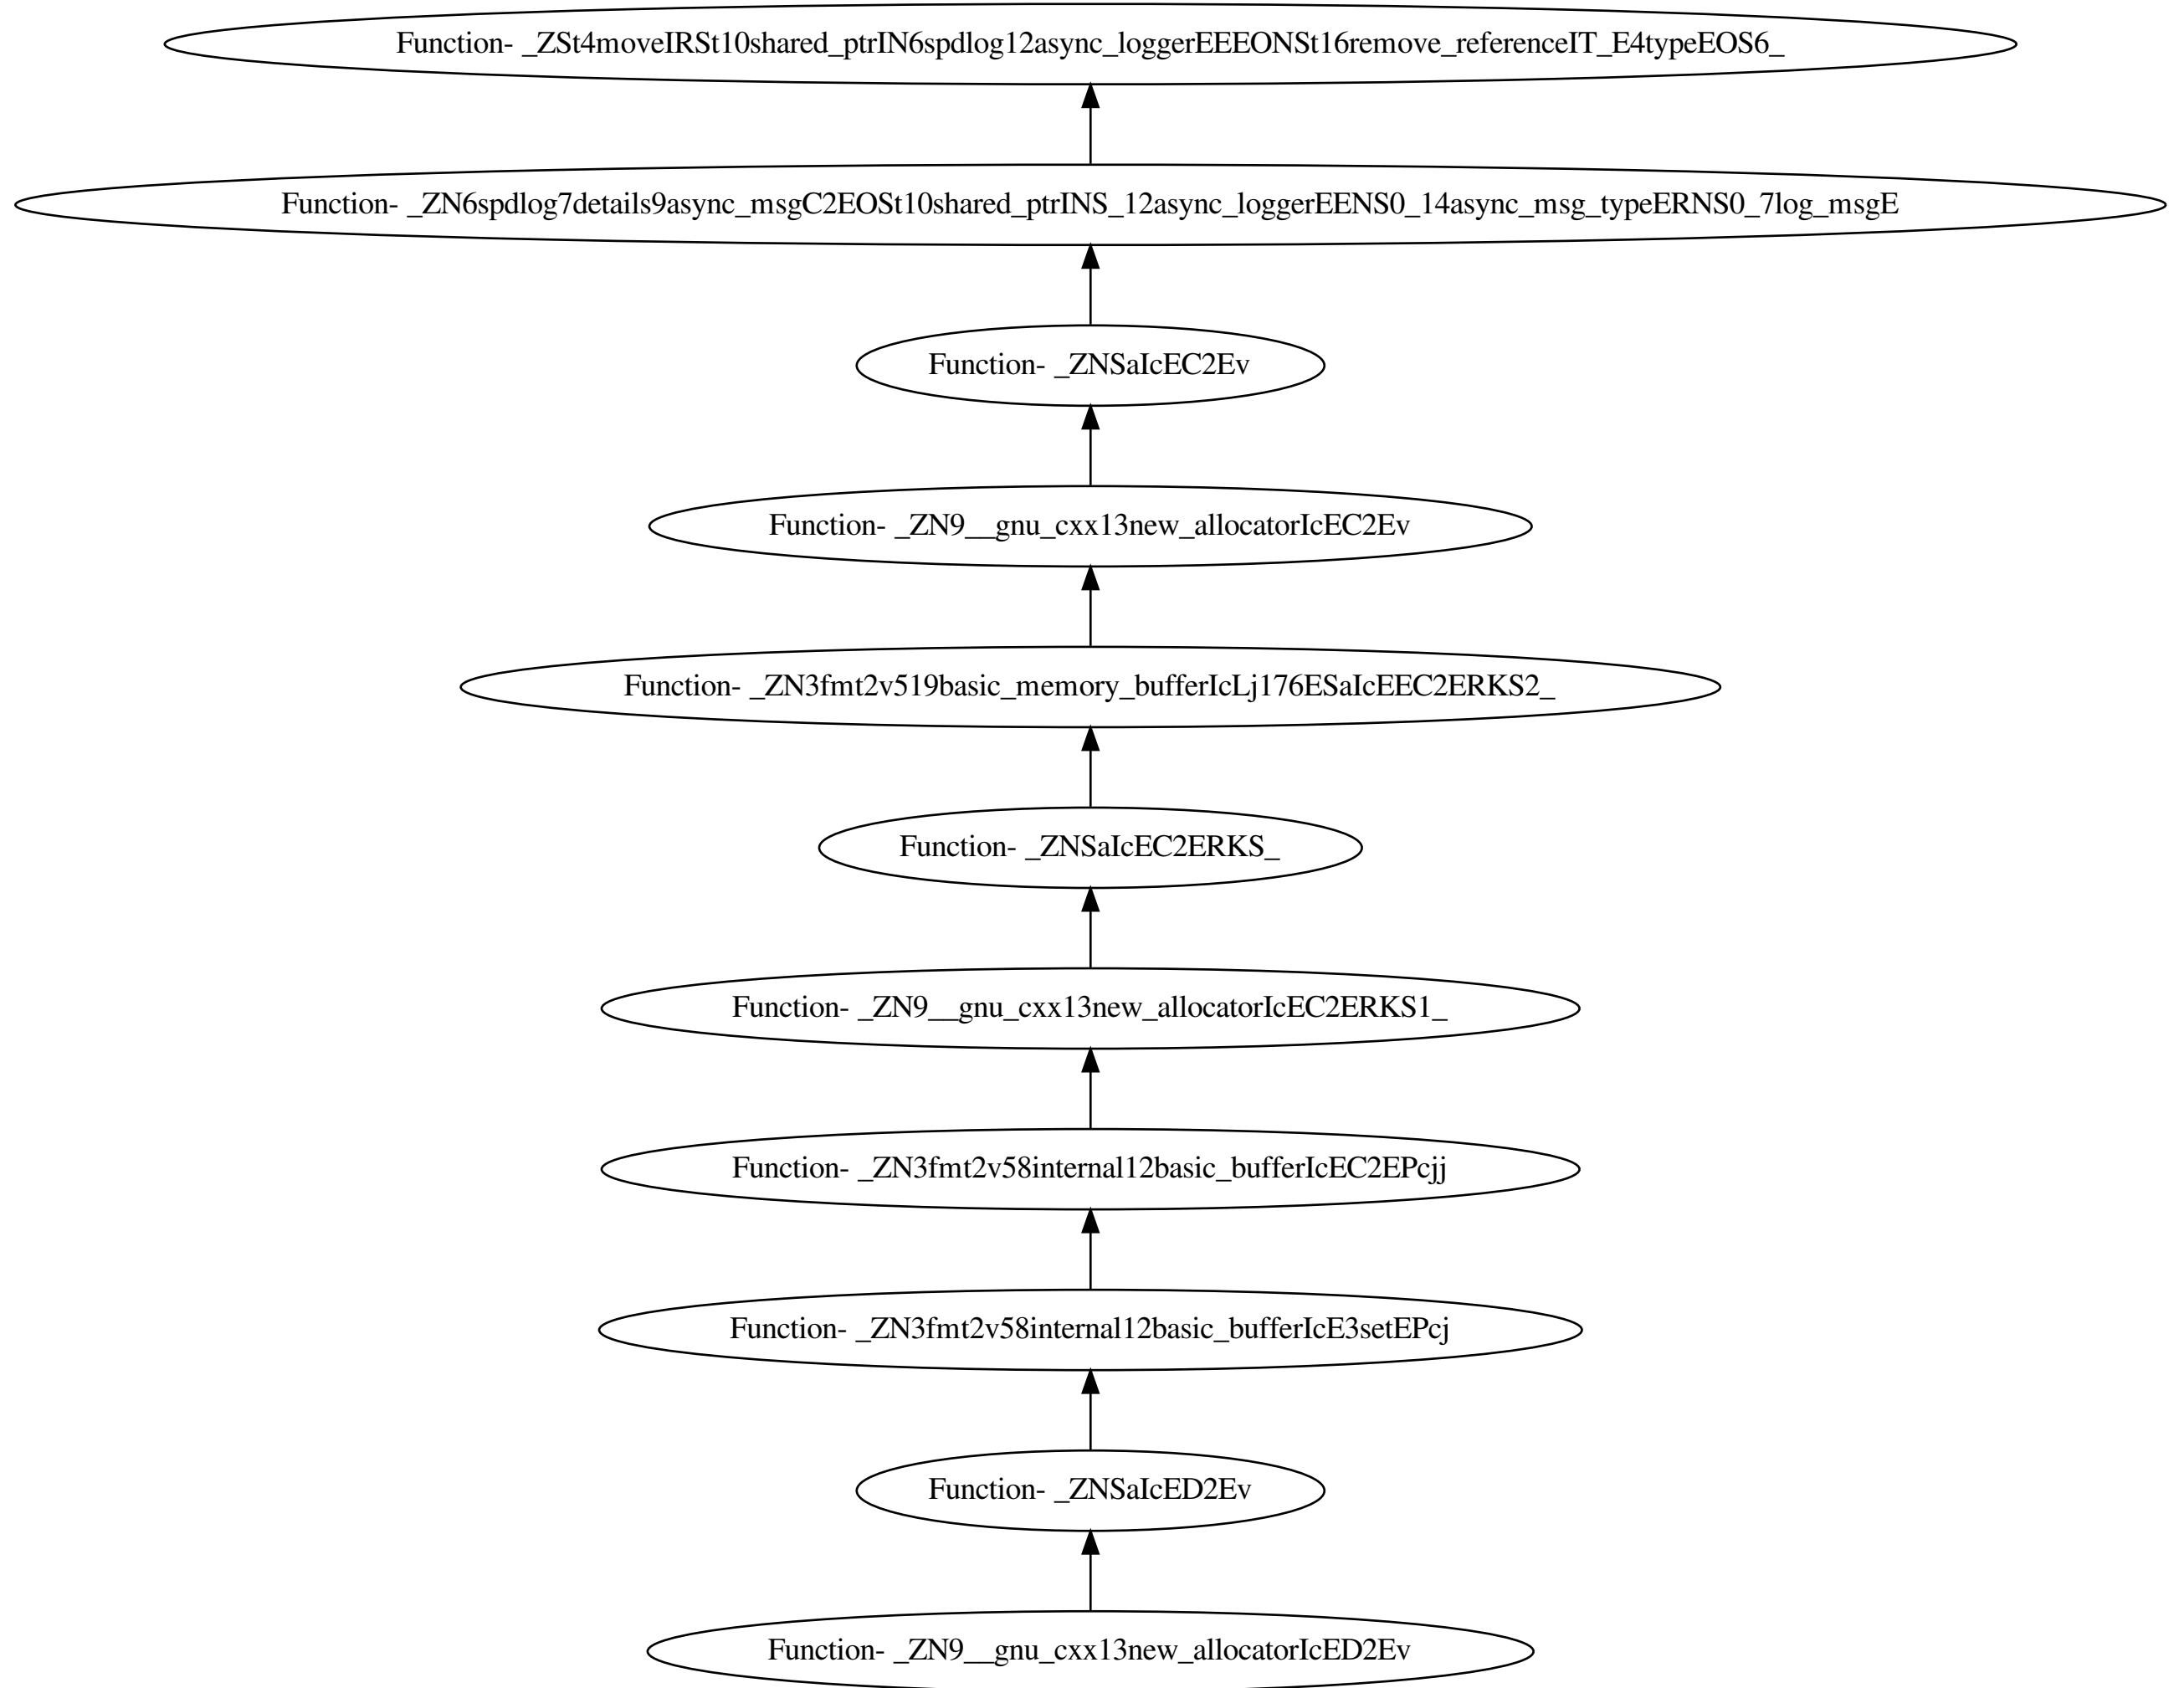 Function- _ZSt4moveIRSt10shared_ptrIN6spdlog12async_loggerEEEONSt16remove_referenceIT_E4typeEOS6_
Function- _ZN6spdlog7details9async_msgC2EOSt10shared_ptrINS_12async_loggerEENS0_14async_msg_typeERNS0_7log_msgE
Function- _ZNSaIcEC2Ev
Function- _ZN9__gnu_cxx13new_allocatorIcEC2Ev
Function- _ZN3fmt2v519basic_memory_bufferIcLj176ESaIcEEC2ERKS2_
Function- _ZNSaIcEC2ERKS_
Function- _ZN9__gnu_cxx13new_allocatorIcEC2ERKS1_
Function- _ZN3fmt2v58internal12basic_bufferIcEC2EPcjj
Function- _ZN3fmt2v58internal12basic_bufferIcE3setEPcj
Function- _ZNSaIcED2Ev
Function- _ZN9__gnu_cxx13new_allocatorIcED2Ev